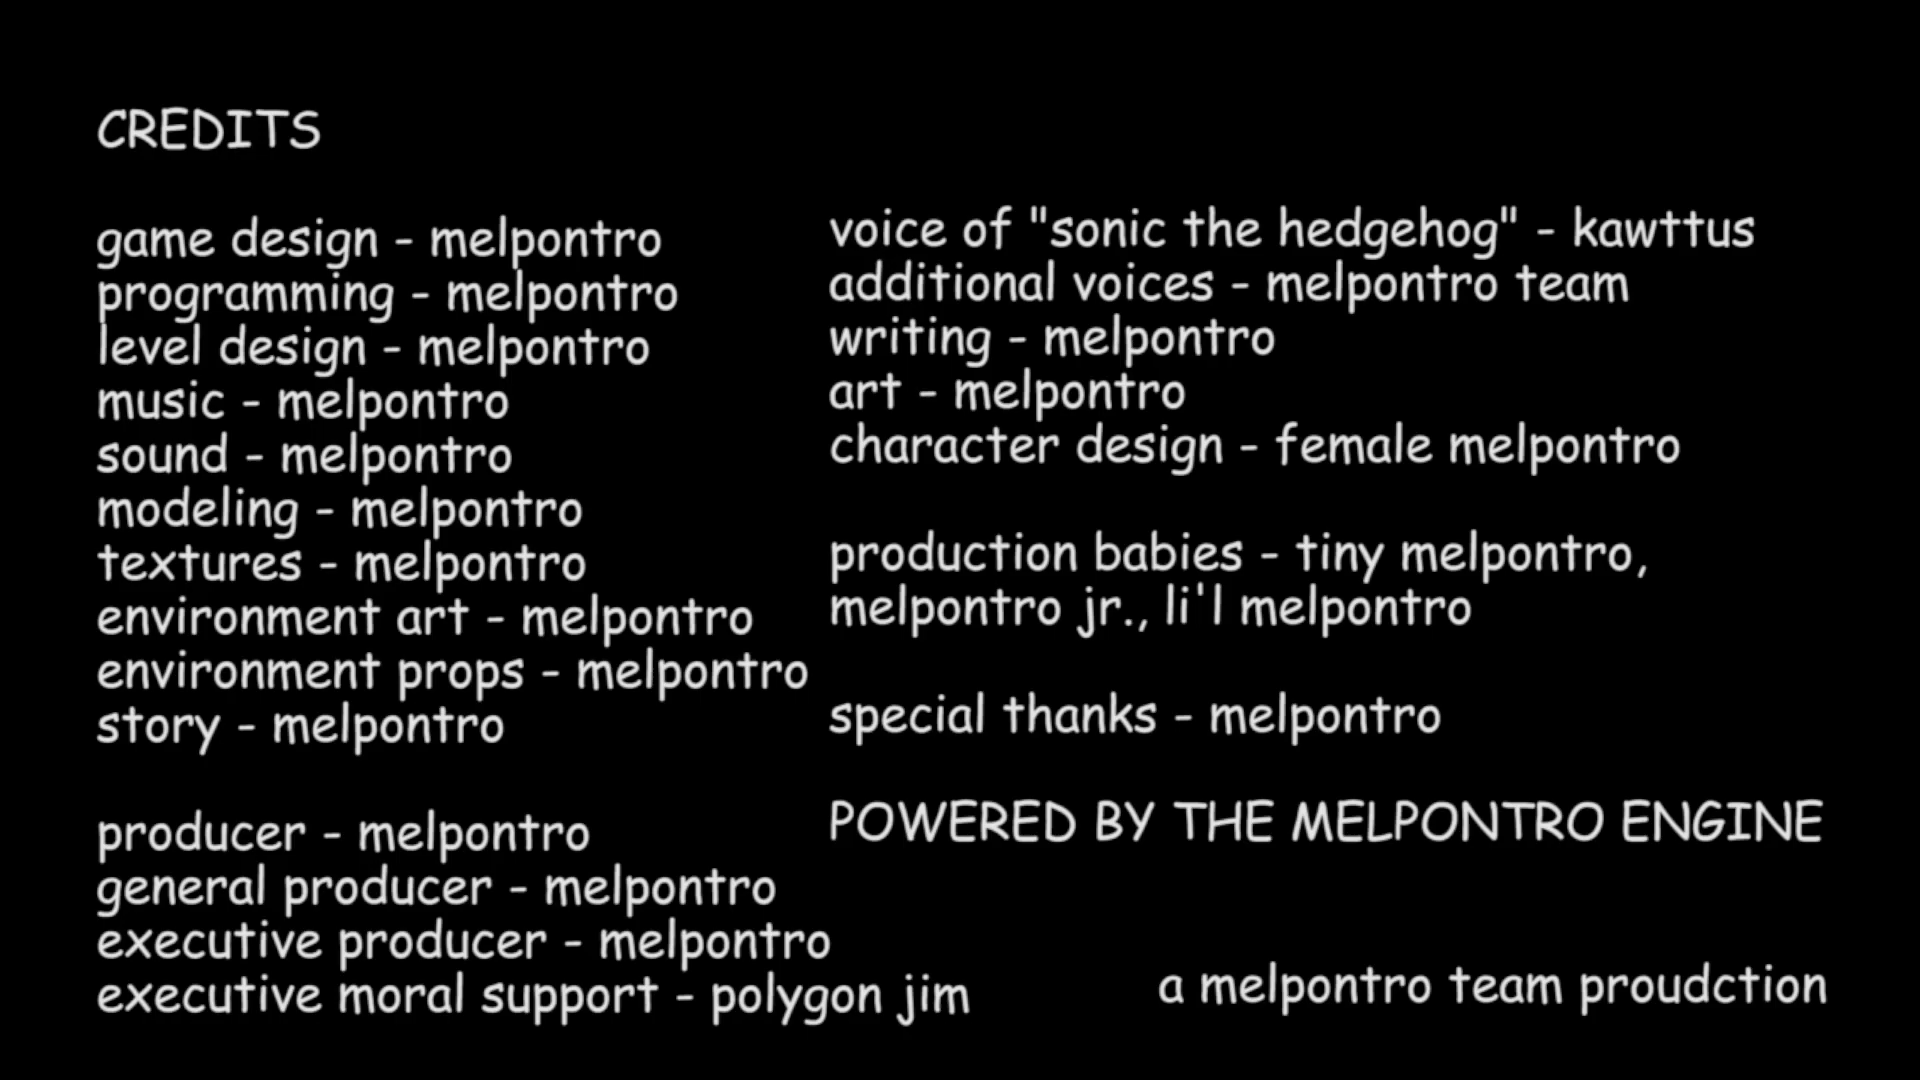 CREDITS
game design - melpontro
programming - melpontro
level design - melpontro
music - melpontro
sound - melpontro
modeling - melpontro
textures - melpontro
environment art - melpontro
environment props - melpontro
story - melpontro
producer - melpontro
general producer - melpontro
executive producer - melpontro
executive moral support - polygon jim
voice of "sonic the hedgehog" - kawttus
additional voices - melpontro team
writing - melpontro
art - melpontro
character design - female melpontro
production babies - tiny melpontro,
melpontro jr., li'l melpontro
special thanks - melpontro
POWERED BY THE MELPONTRO ENGINE
a melpontro team proudction